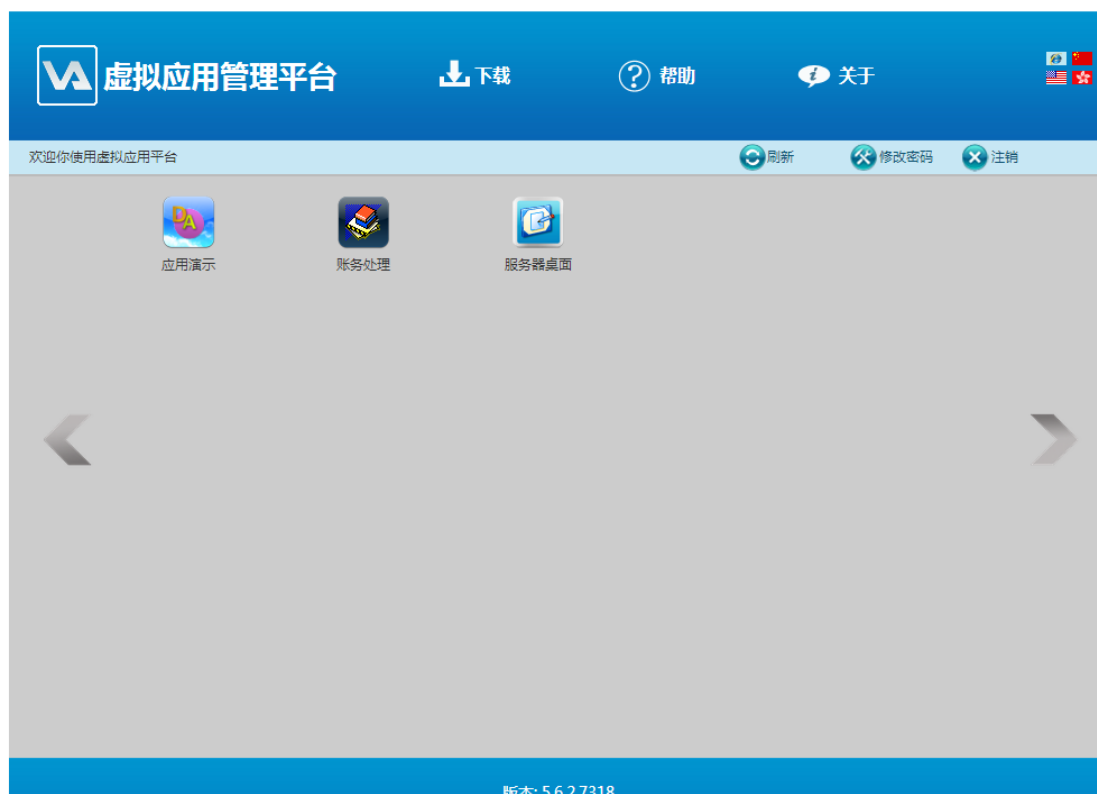 VA 虚拟应用管理平台 下载 帮助 关于
欢迎你使用虚拟应用平台 刷新 修改密码 注销
DA
应用演示 账务处理 服务器桌面
版本: 5.6.2.7318